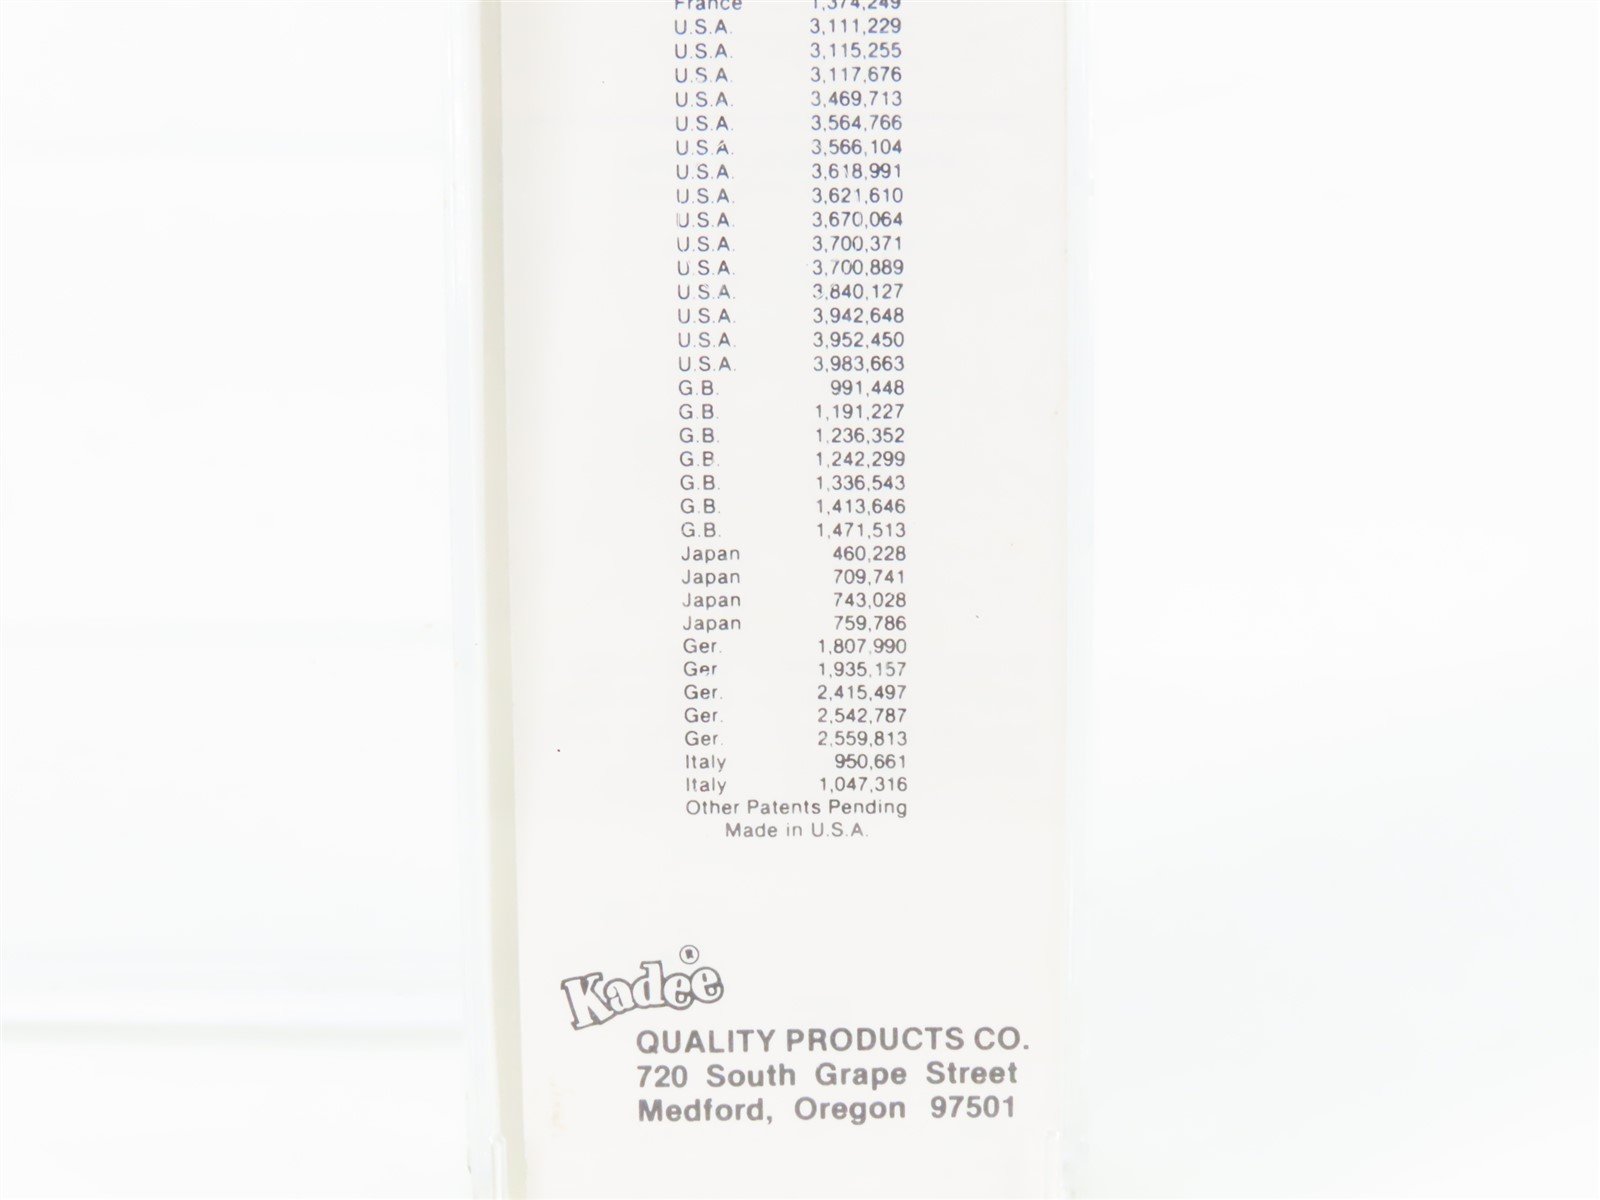 France 1,374,249
U.S.A. 3,111,229
U.S.A. 3,115,255
U.S.A. 3,117,676
U.S.A. 3,469,713
U.S.A. 3,564,766
U.S.A. 3,566,104
U.S.A. 3,618,991
U.S.A. 3,621,610
U.S.A. 3,670,064
U.S.A. 3,700,371
U.S.A. 3,700,889
U.S.A. 3,840,127
U.S.A. 3,942,648
U.S.A. 3,952,450
U.S.A. 3,983,663
G.B. 991,448
G.B. 1,191,227
G.B. 1,236,352
G.B. 1,242,299
G.B. 1,336,543
G.B. 1,413,646
G.B. 1,471,513
Japan 460,228
Japan 709,741
Japan 743,028
Japan 759,786
Ger. 1,807,990
Ger 1,935,157
Ger. 2,415,497
Ger. 2,542,787
Ger. 2,559,813
Italy 950,661
Italy 1,047,316
Other Patents Pending
Made in U.S.A.
Kadee®
QUALITY PRODUCTS CO.
720 South Grape Street
Medford, Oregon 97501